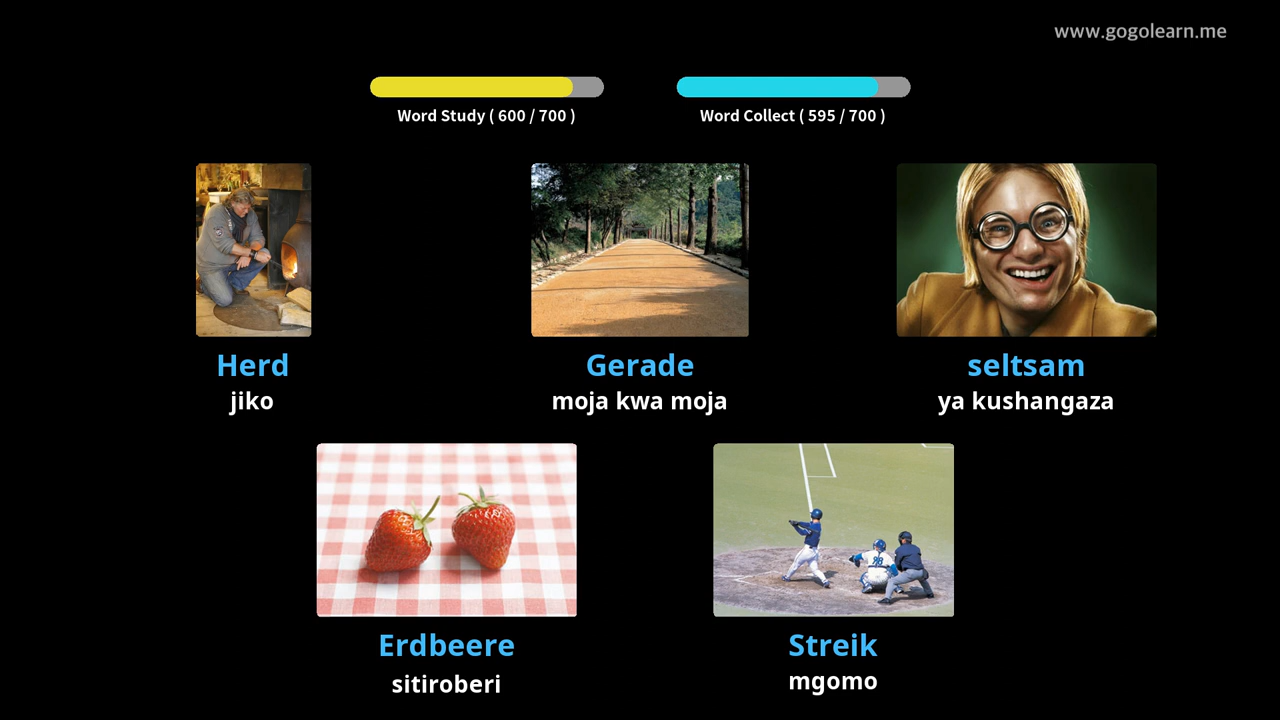 www.gogolearn.me
Word Study ( 600 / 700 )
Word Collect ( 595 / 700 )
Herd
jiko
Gerade
moja kwa moja
seltsam
ya kushangaza
Erdbeere
sitiroberi
Streik
mgomo